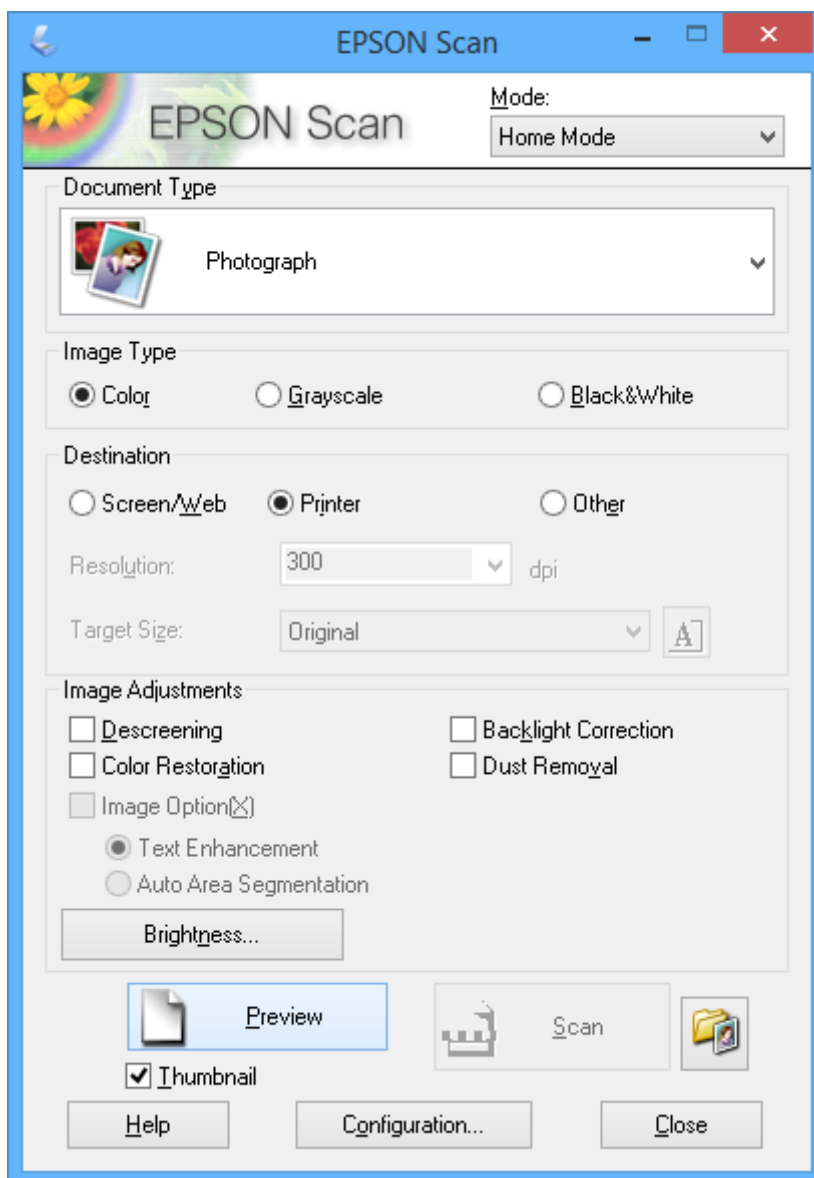 EPSON Scan
EPSON Scan
Mode:
Home Mode
Document Type
Photograph
Image Type
Color Grayscale Black&White
Destination
Screen/Web Printer Other
Resolution: 300 dpi
Target Size: Original A
Image Adjustments
Descreening Backlight Correction
Color Restoration Dust Removal
Image Option(X)
Text Enhancement
Auto Area Segmentation
Brightness...
Preview Scan
Thumbnail
Help Configuration... Close